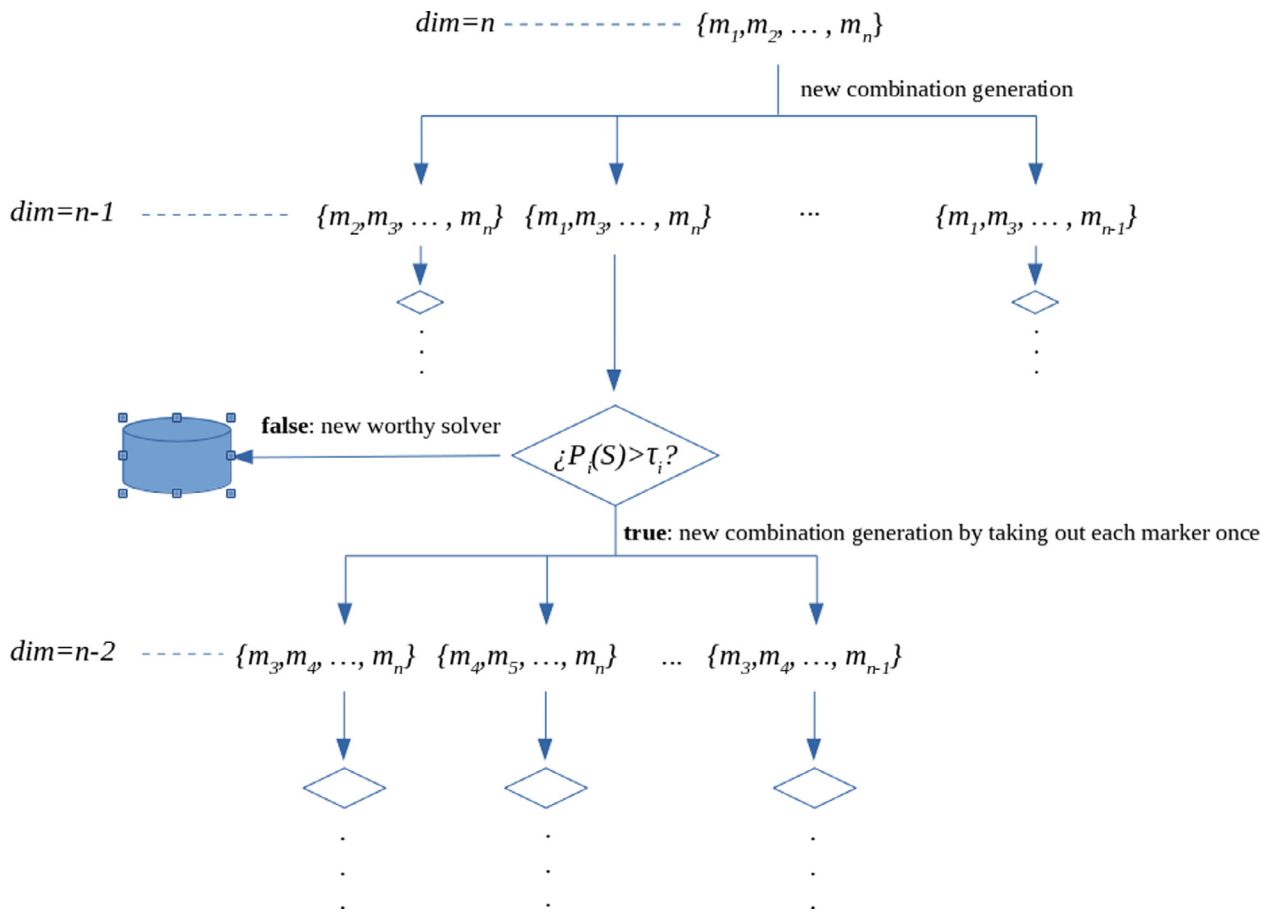 dim=n {m1,m2, … , mn}
new combination generation
dim=n-1 {m2,m3, … , mn} {m1,m3, … , mn} ... {m1,m3, … , mn-1}
false: new worthy solver
¿Pi(S)>τi?
true: new combination generation by taking out each marker once
dim=n-2 {m3,m4, …, mn} {m4,m5, …, mn} ... {m3,m4, …, mn-1}